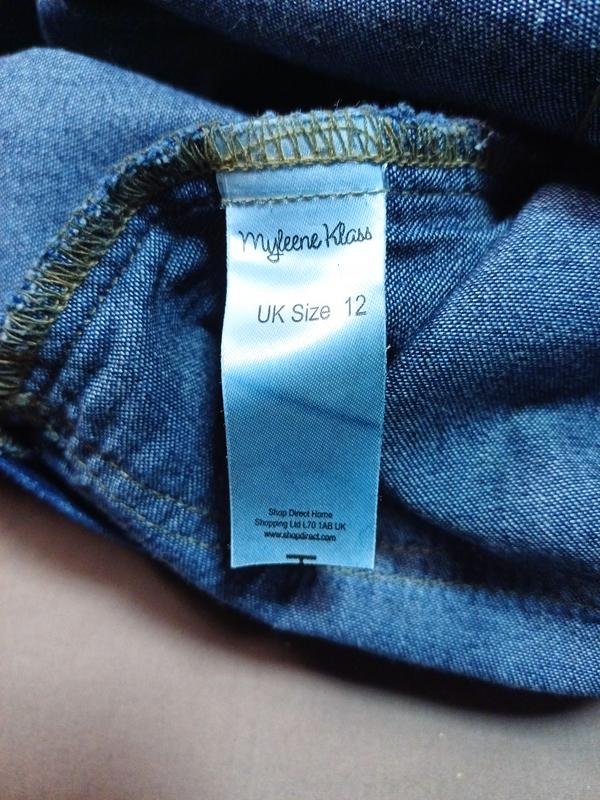 Myleene Klass
UK Size 12
Shop Direct Home
Shopping Ltd L70 1AB UK
www.shopdirect.com